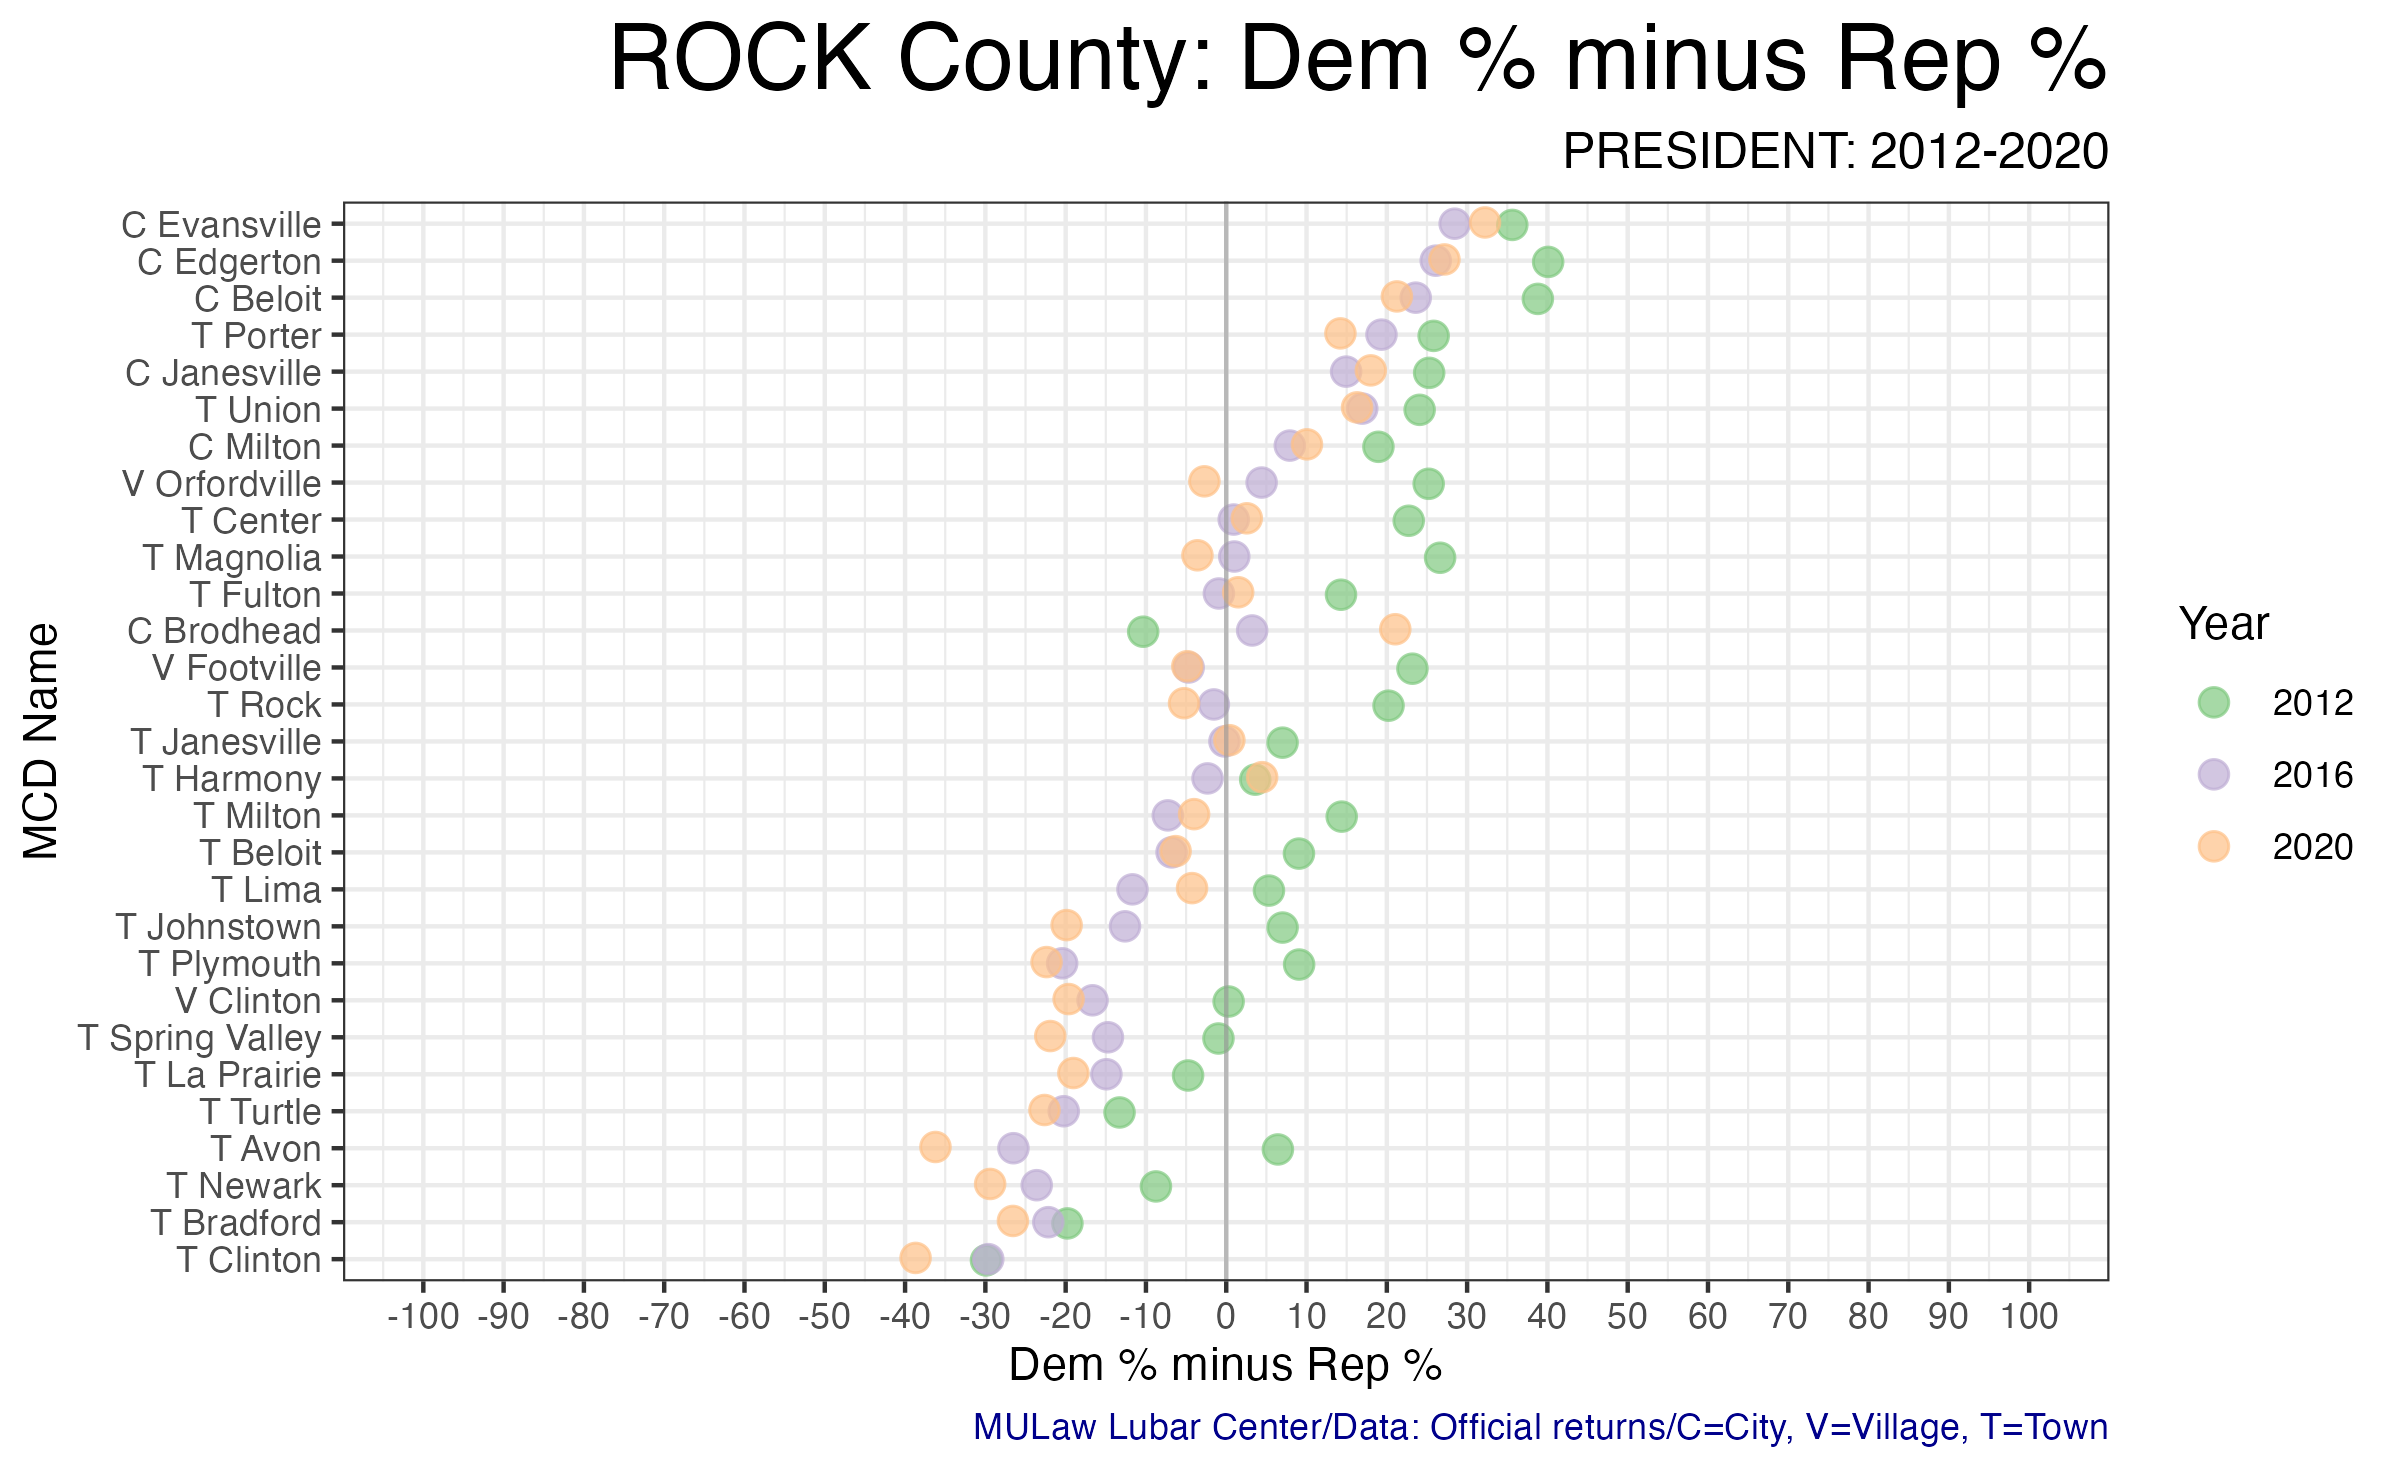 ROCK County: Dem % minus Rep %
PRESIDENT: 2012-2020
MCD Name
C Evansville
C Edgerton
C Beloit
T Porter
C Janesville
T Union
C Milton
V Orfordville
T Center
T Magnolia
T Fulton
C Brodhead
V Footville
T Rock
T Janesville
T Harmony
T Milton
T Beloit
T Lima
T Johnstown
T Plymouth
V Clinton
T Spring Valley
T La Prairie
T Turtle
T Avon
T Newark
T Bradford
T Clinton
-100 -90 -80 -70 -60 -50 -40 -30 -20 -10 0 10 20 30 40 50 60 70 80 90 100
Dem % minus Rep %
Year
2012
2016
2020
MULaw Lubar Center/Data: Official returns/C=City, V=Village, T=Town